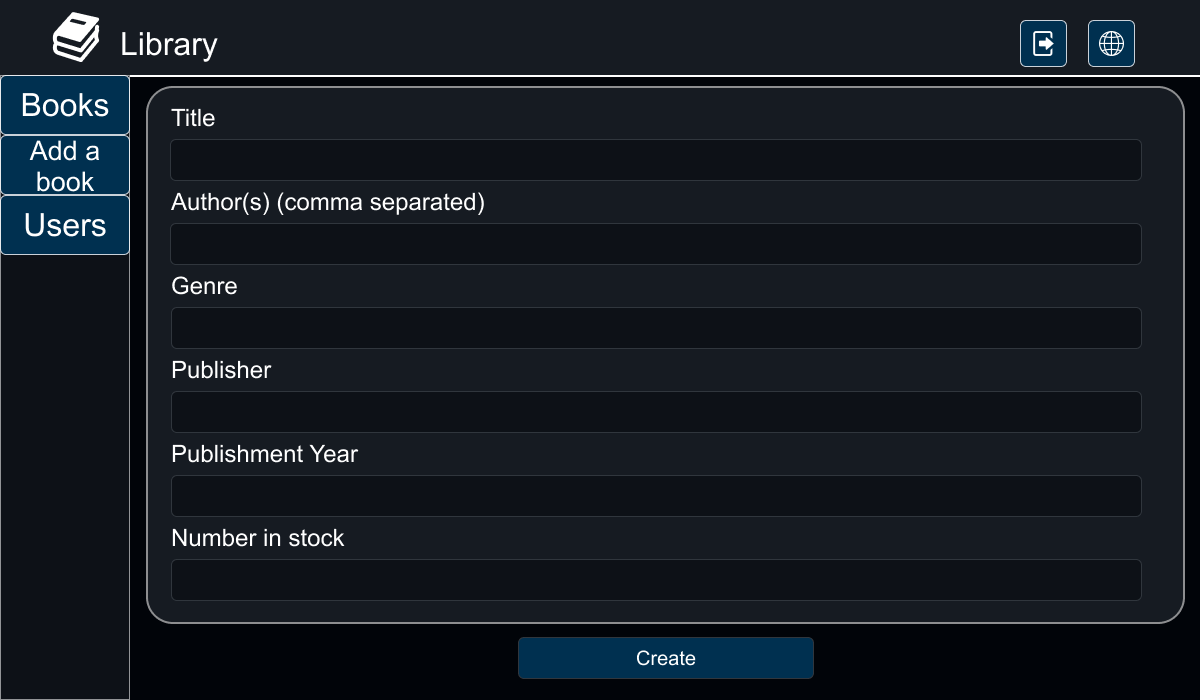 Library
Books
Add a
book
Users
Title
Author(s) (comma separated)
Genre
Publisher
Publishment Year
Number in stock
Create